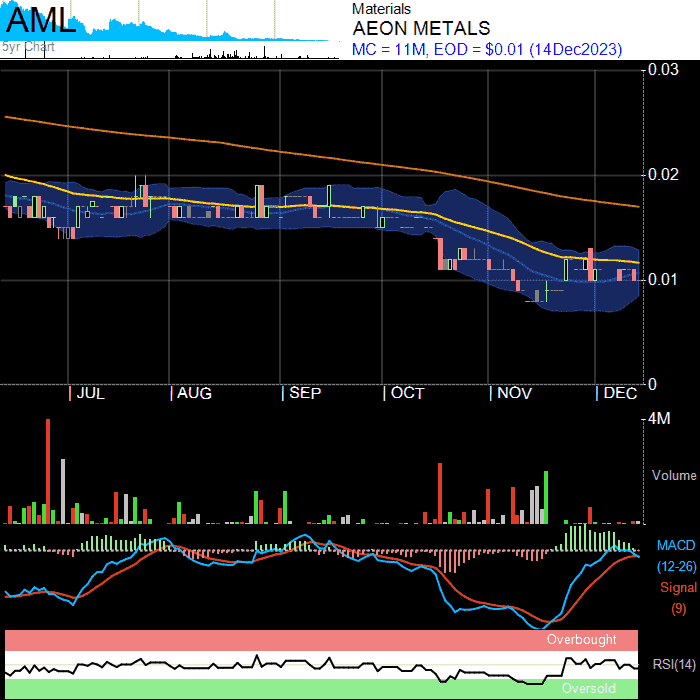 AML
5yr Chart
Materials
AEON METALS
MC = 11M, EOD = $0.01 (14Dec2023)
0.03
0.02
0.01
0
JUL
AUG
SEP
OCT
NOV
DEC
4M
Volume
MACD
(12-26)
Signal
(9)
Overbought
RSI(14)
Oversold